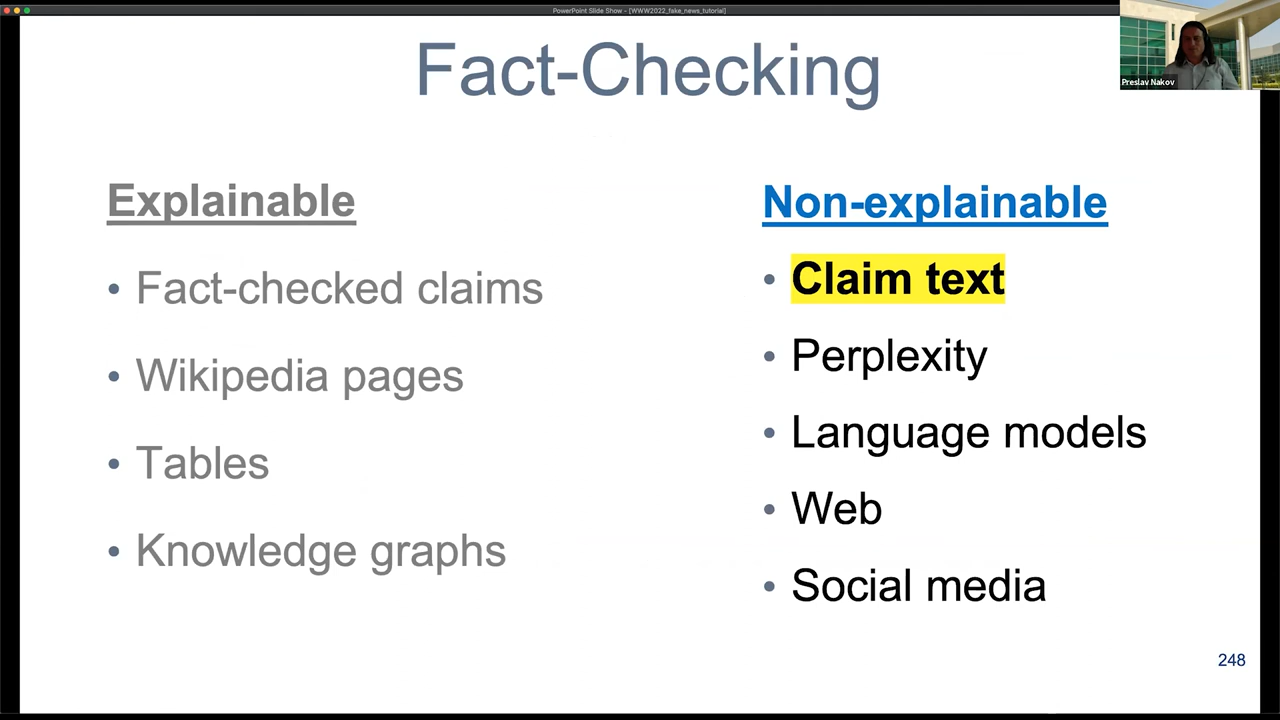 PowerPoint Slide Show - [WWW2022_fake_news_tutorial]
Preslav Nakov
Fact-Checking
Explainable
• Fact-checked claims
• Wikipedia pages
• Tables
• Knowledge graphs
Non-explainable
• Claim text
• Perplexity
• Language models
• Web
• Social media
248